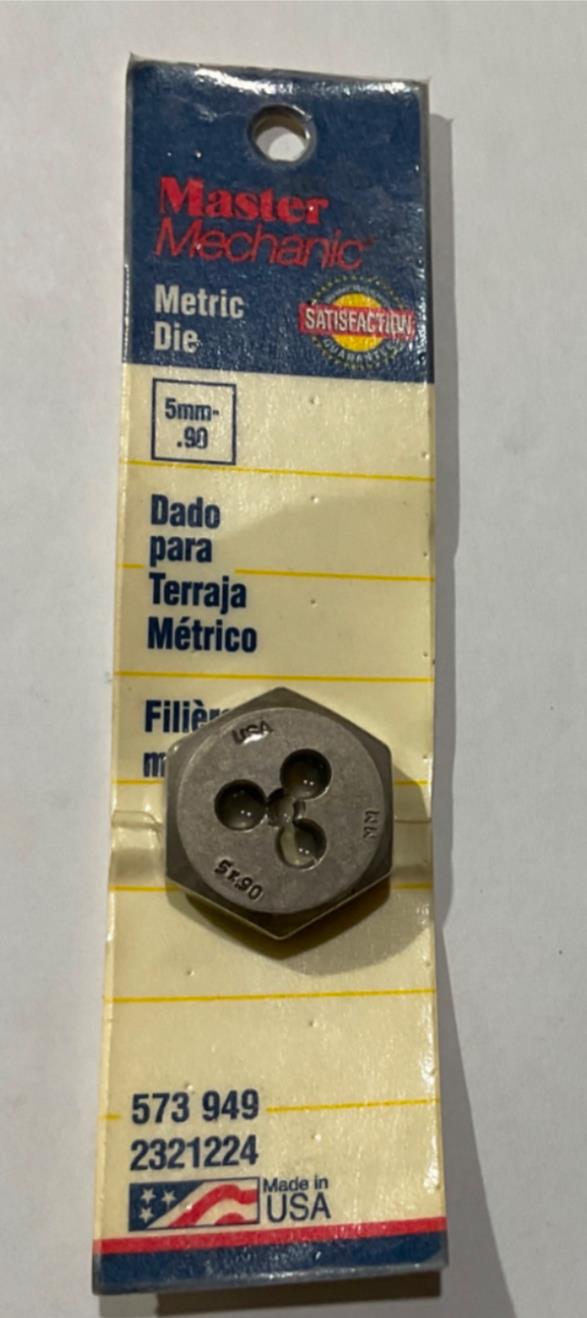 Master
Mechanic
Metric
Die
SATISFACTION
GUARANTEE
5mm-
.90
Dado
para
Terraja
Métrico
USA
MM
5x.90
573 949
2321224
Made in
USA